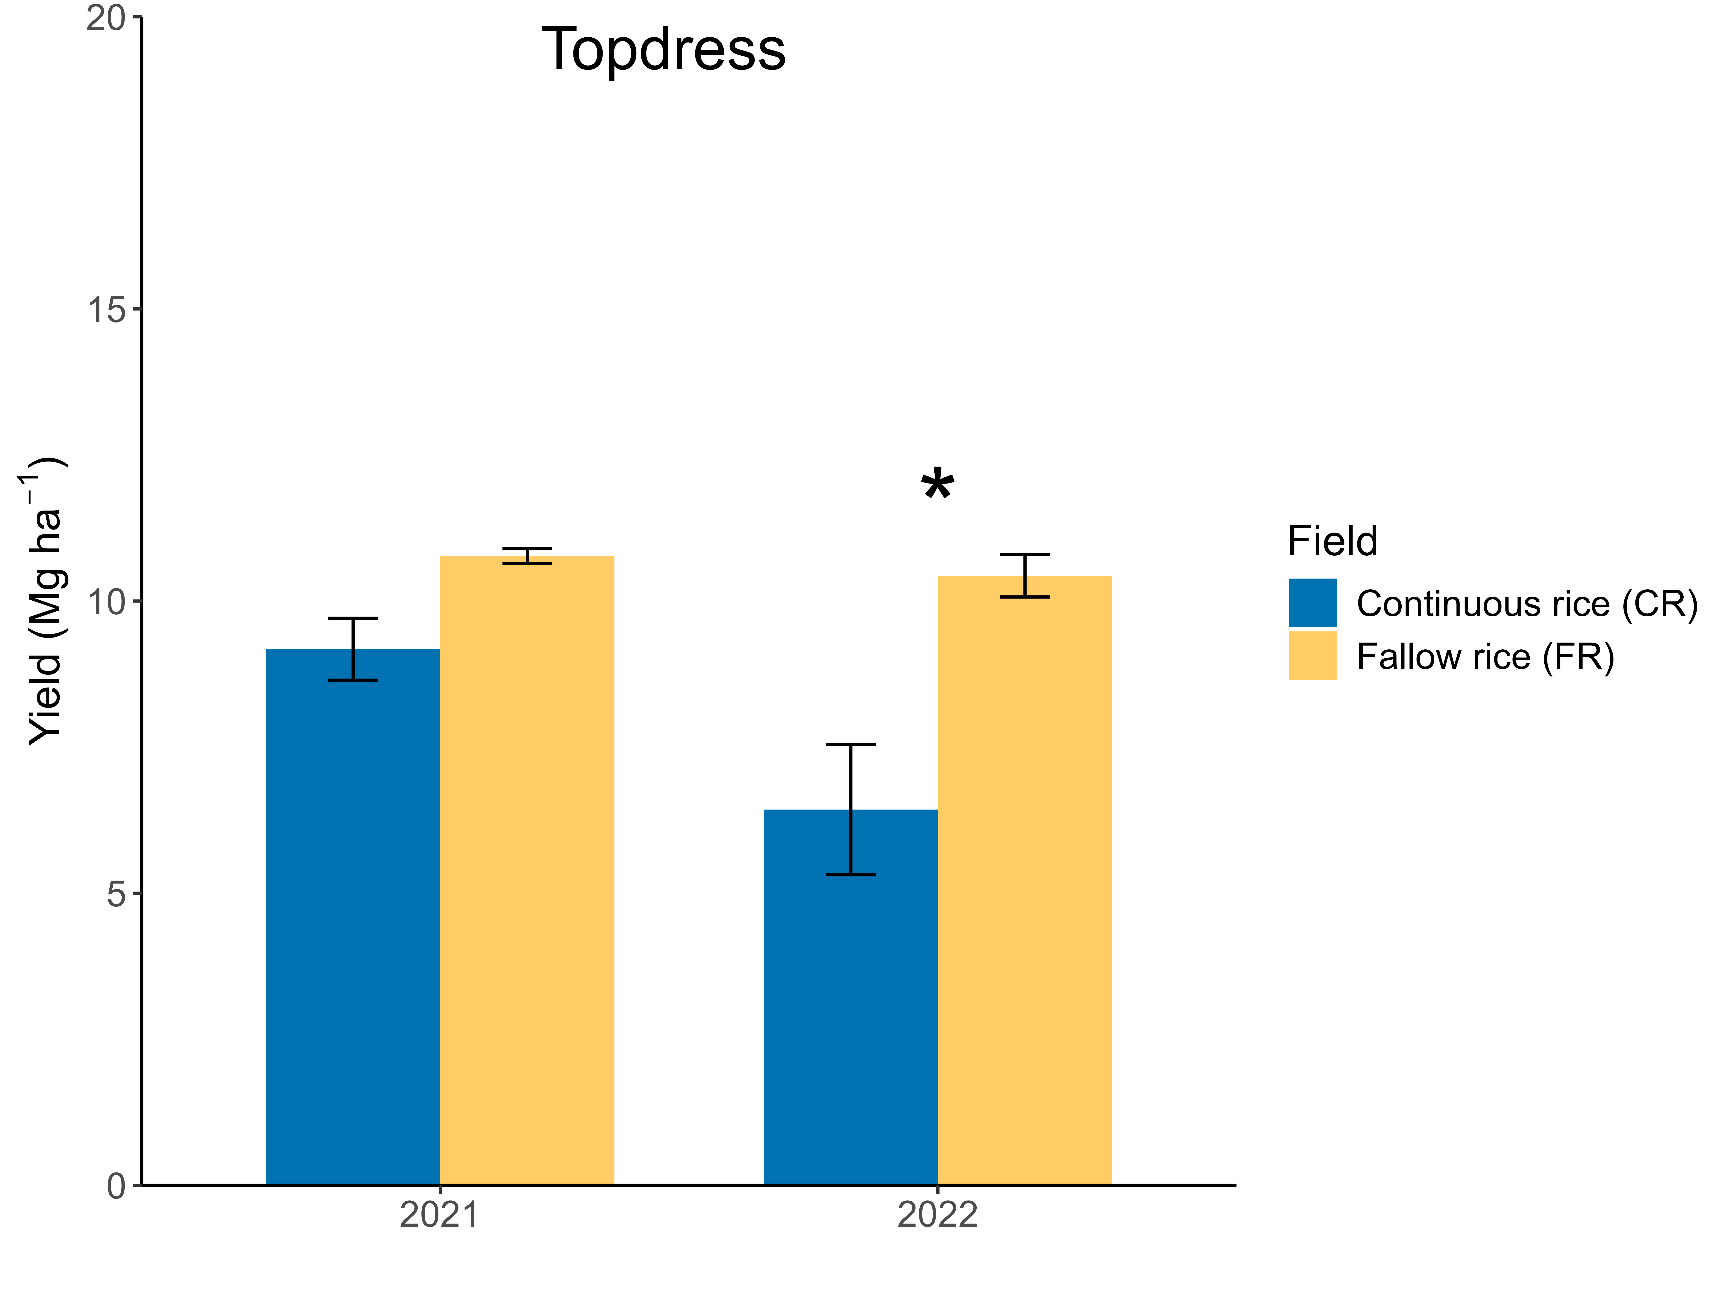 Topdress
20
15
10
5
0
Yield (Mg ha⁻¹)
*
2021
2022
Field
Continuous rice (CR)
Fallow rice (FR)